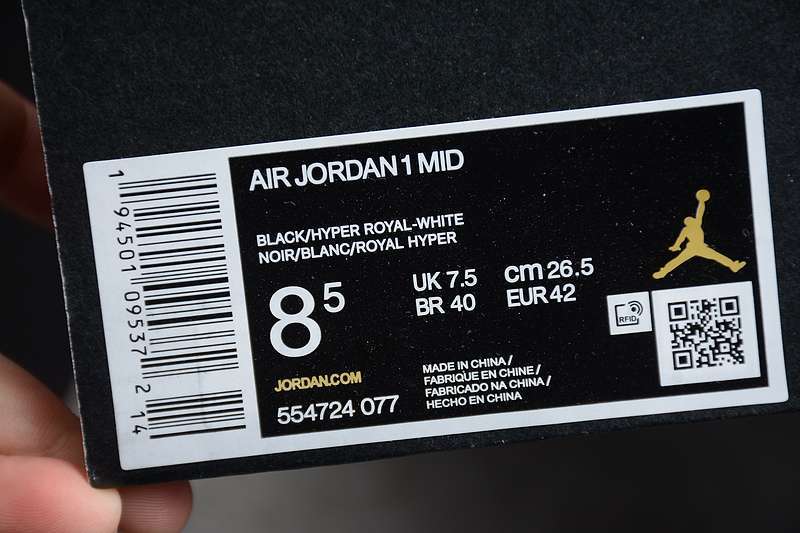 AIR JORDAN 1 MID
BLACK/HYPER ROYAL-WHITE
NOIR/BLANC/ROYAL HYPER
8 5
UK 7.5
BR 40
cm 26.5
EUR 42
RFID
JORDAN.COM
554724 077
MADE IN CHINA /
FABRIQUE EN CHINE /
FABRICADO NA CHINA /
HECHO EN CHINA
1 94501 09537 2 14